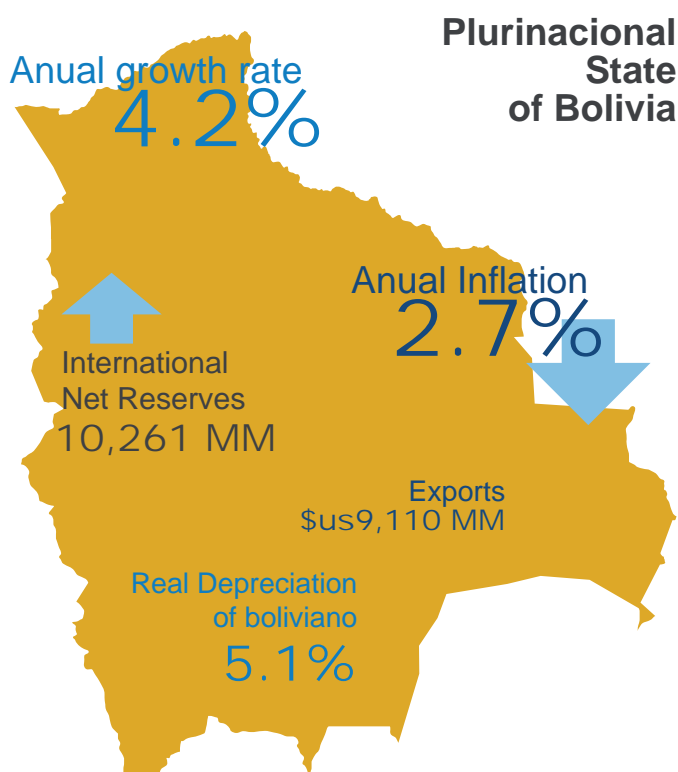 Plurinacional
State
of Bolivia
Anual growth rate
4.2%
Anual Inflation
2.7%
International
Net Reserves
10,261 MM
Exports
$us9,110 MM
Real Depreciation
of boliviano
5.1%